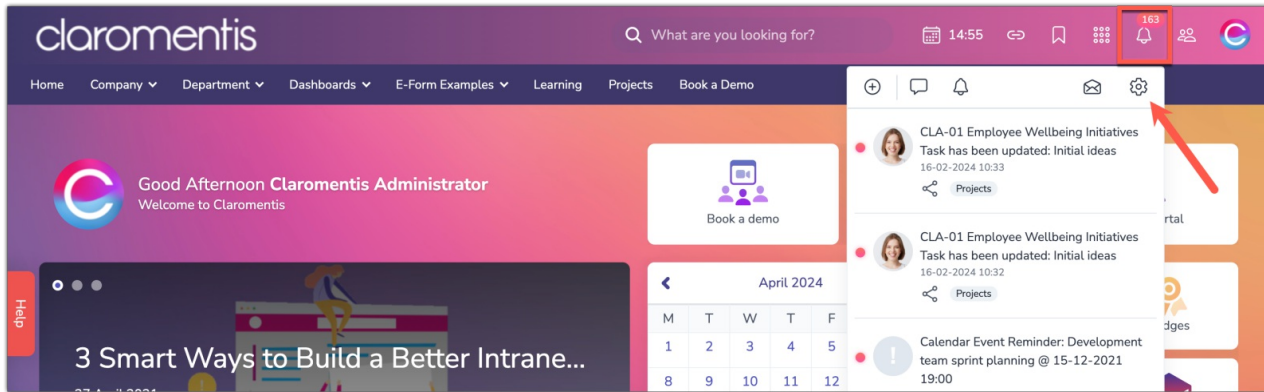 claromentis
What are you looking for?
14:55
163
Home
Company
Department
Dashboards
E-Form Examples
Learning
Projects
Book a Demo
CLA-01 Employee Wellbeing Initiatives
Task has been updated: Initial ideas
16-02-2024 10:33
Projects
CLA-01 Employee Wellbeing Initiatives
Task has been updated: Initial ideas
16-02-2024 10:32
Projects
Calendar Event Reminder: Development
team sprint planning @ 15-12-2021
19:00
Good Afternoon Claromentis Administrator
Welcome to Claromentis
Book a demo
rtal
dges
Help
3 Smart Ways to Build a Better Intrane...
27 April 2021
April 2024
M T W T F
1 2 3 4 5
8 9 10 11 12